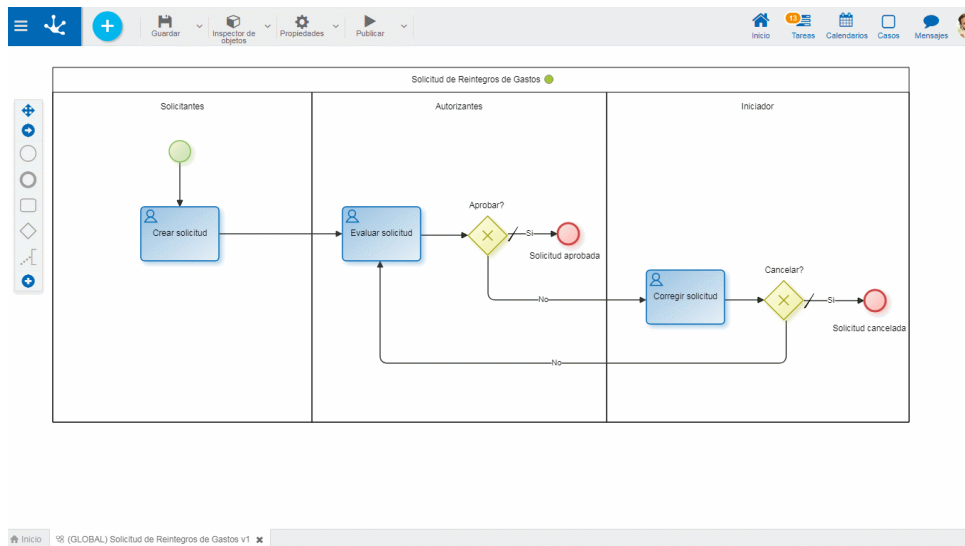 Guardar
Inspector de
objetos
Propiedades
Publicar
Inicio
13
Tareas
Calendarios
Casos
Mensajes
Solicitud de Reintegros de Gastos
Solicitantes
Autorizantes
Iniciador
Crear solicitud
Evaluar solicitud
Aprobar?
Si
Solicitud aprobada
No
Corregir solicitud
Cancelar?
Si
Solicitud cancelada
No
Inicio
(GLOBAL) Solicitud de Reintegros de Gastos v1